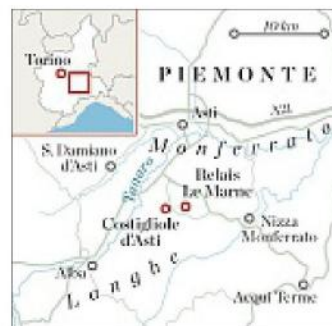 Torino
10 km
PIEMONTE
Asti
A21
S. Damiano
d'Asti
Monferrato
Tanaro
Relais
Le Marne
Costigliole
d'Asti
Nizza
Monferrato
Alba
Langhe
Acqui Terme